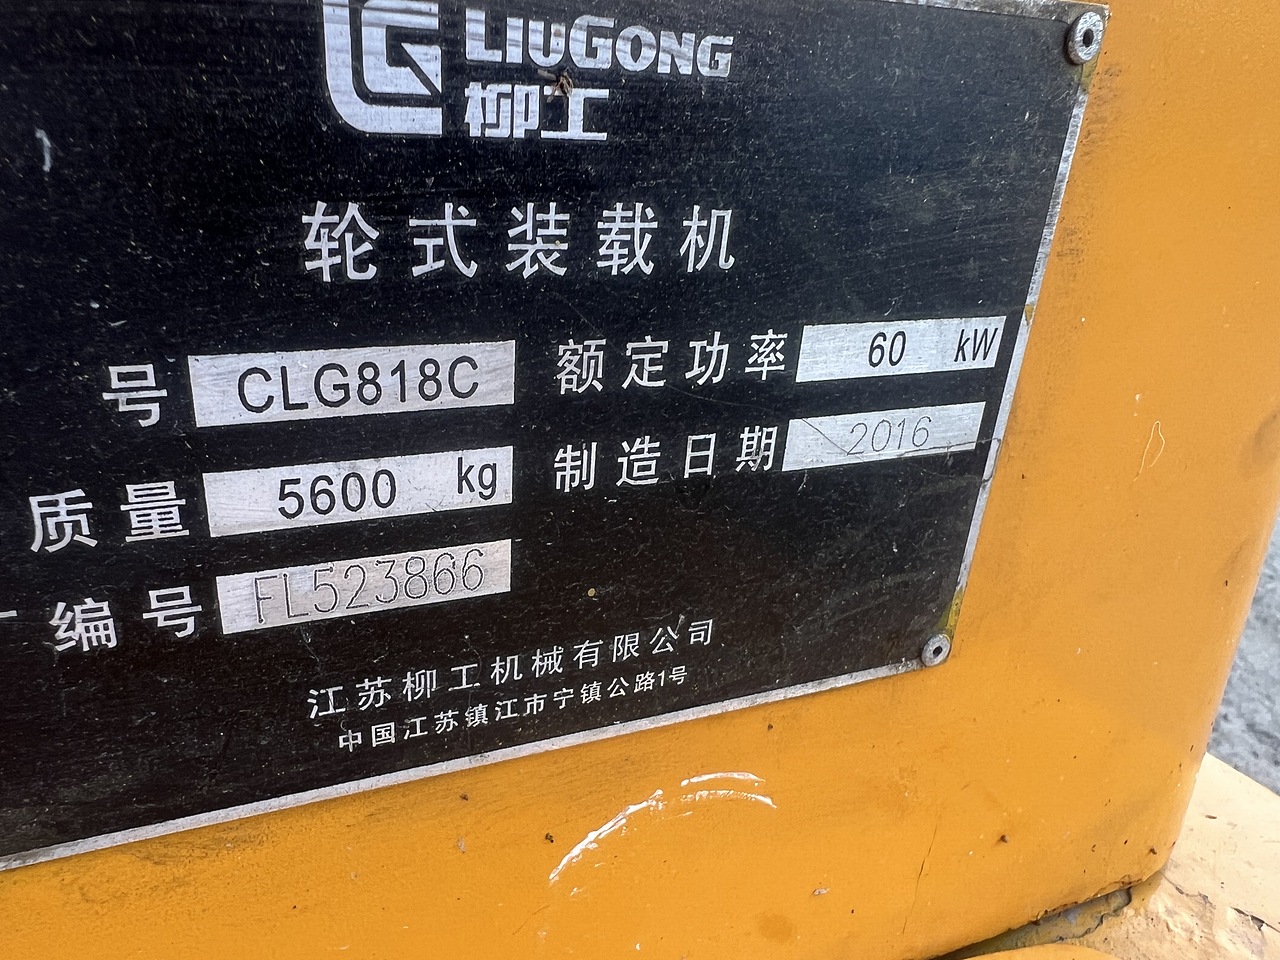 LIUGONG
柳工
轮式装载机
号 CLG818C 额定功率 60 kW
质量 5600 kg 制造日期 2016
编号 FL523866
江苏柳工机械有限公司
中国江苏镇江市宁镇公路1号